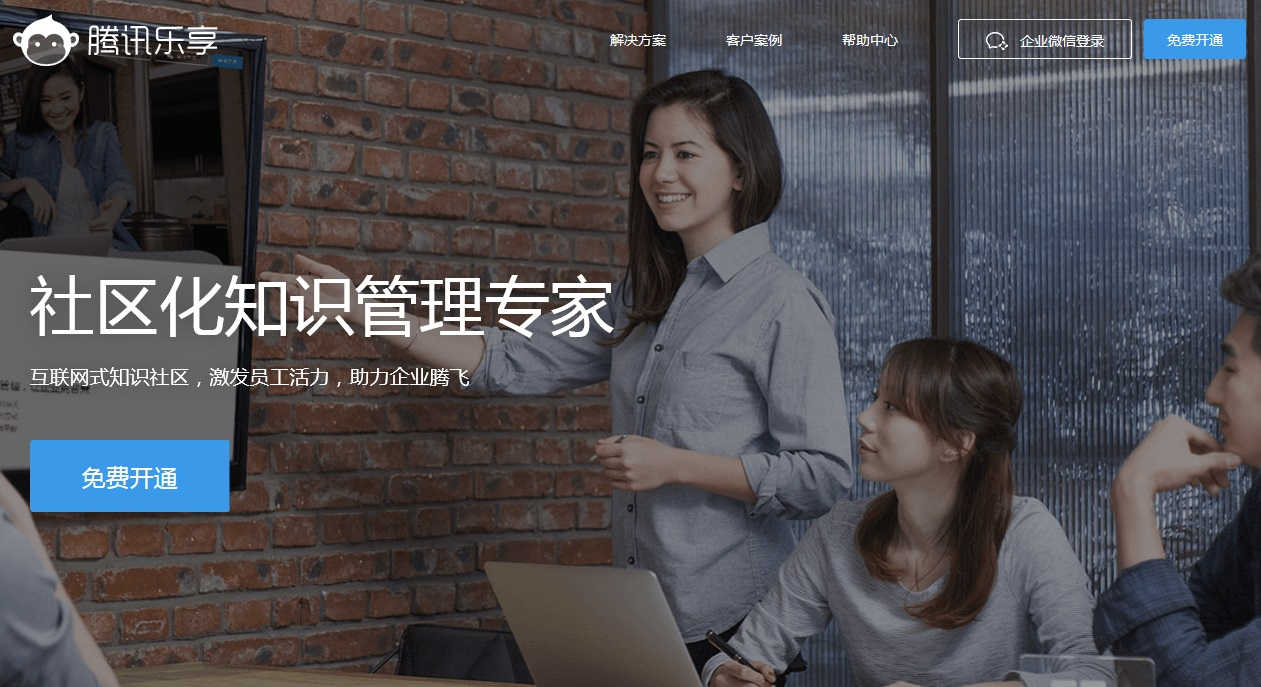 腾讯乐享
解决方案
客户案例
帮助中心
企业微信登录
免费开通
社区化知识管理专家
互联网式知识社区，激发员工活力，助力企业腾飞
免费开通